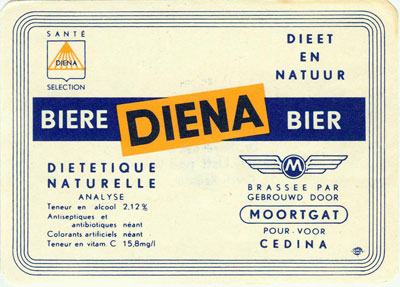 SANTÉ
DIENA
SELECTION
DIEET
EN
NATUUR
BIERE DIENA BIER
DIETETIQUE
NATURELLE
ANALYSE
Teneur en alcool 2,12%
Antiseptiques et
antibiotiques néant
Colorants artificiels néant
Teneur en vitam. C 15,8mg/l
M
BRASSEE PAR
GEBROUWD DOOR
MOORTGAT
POUR-VOOR
CEDINA